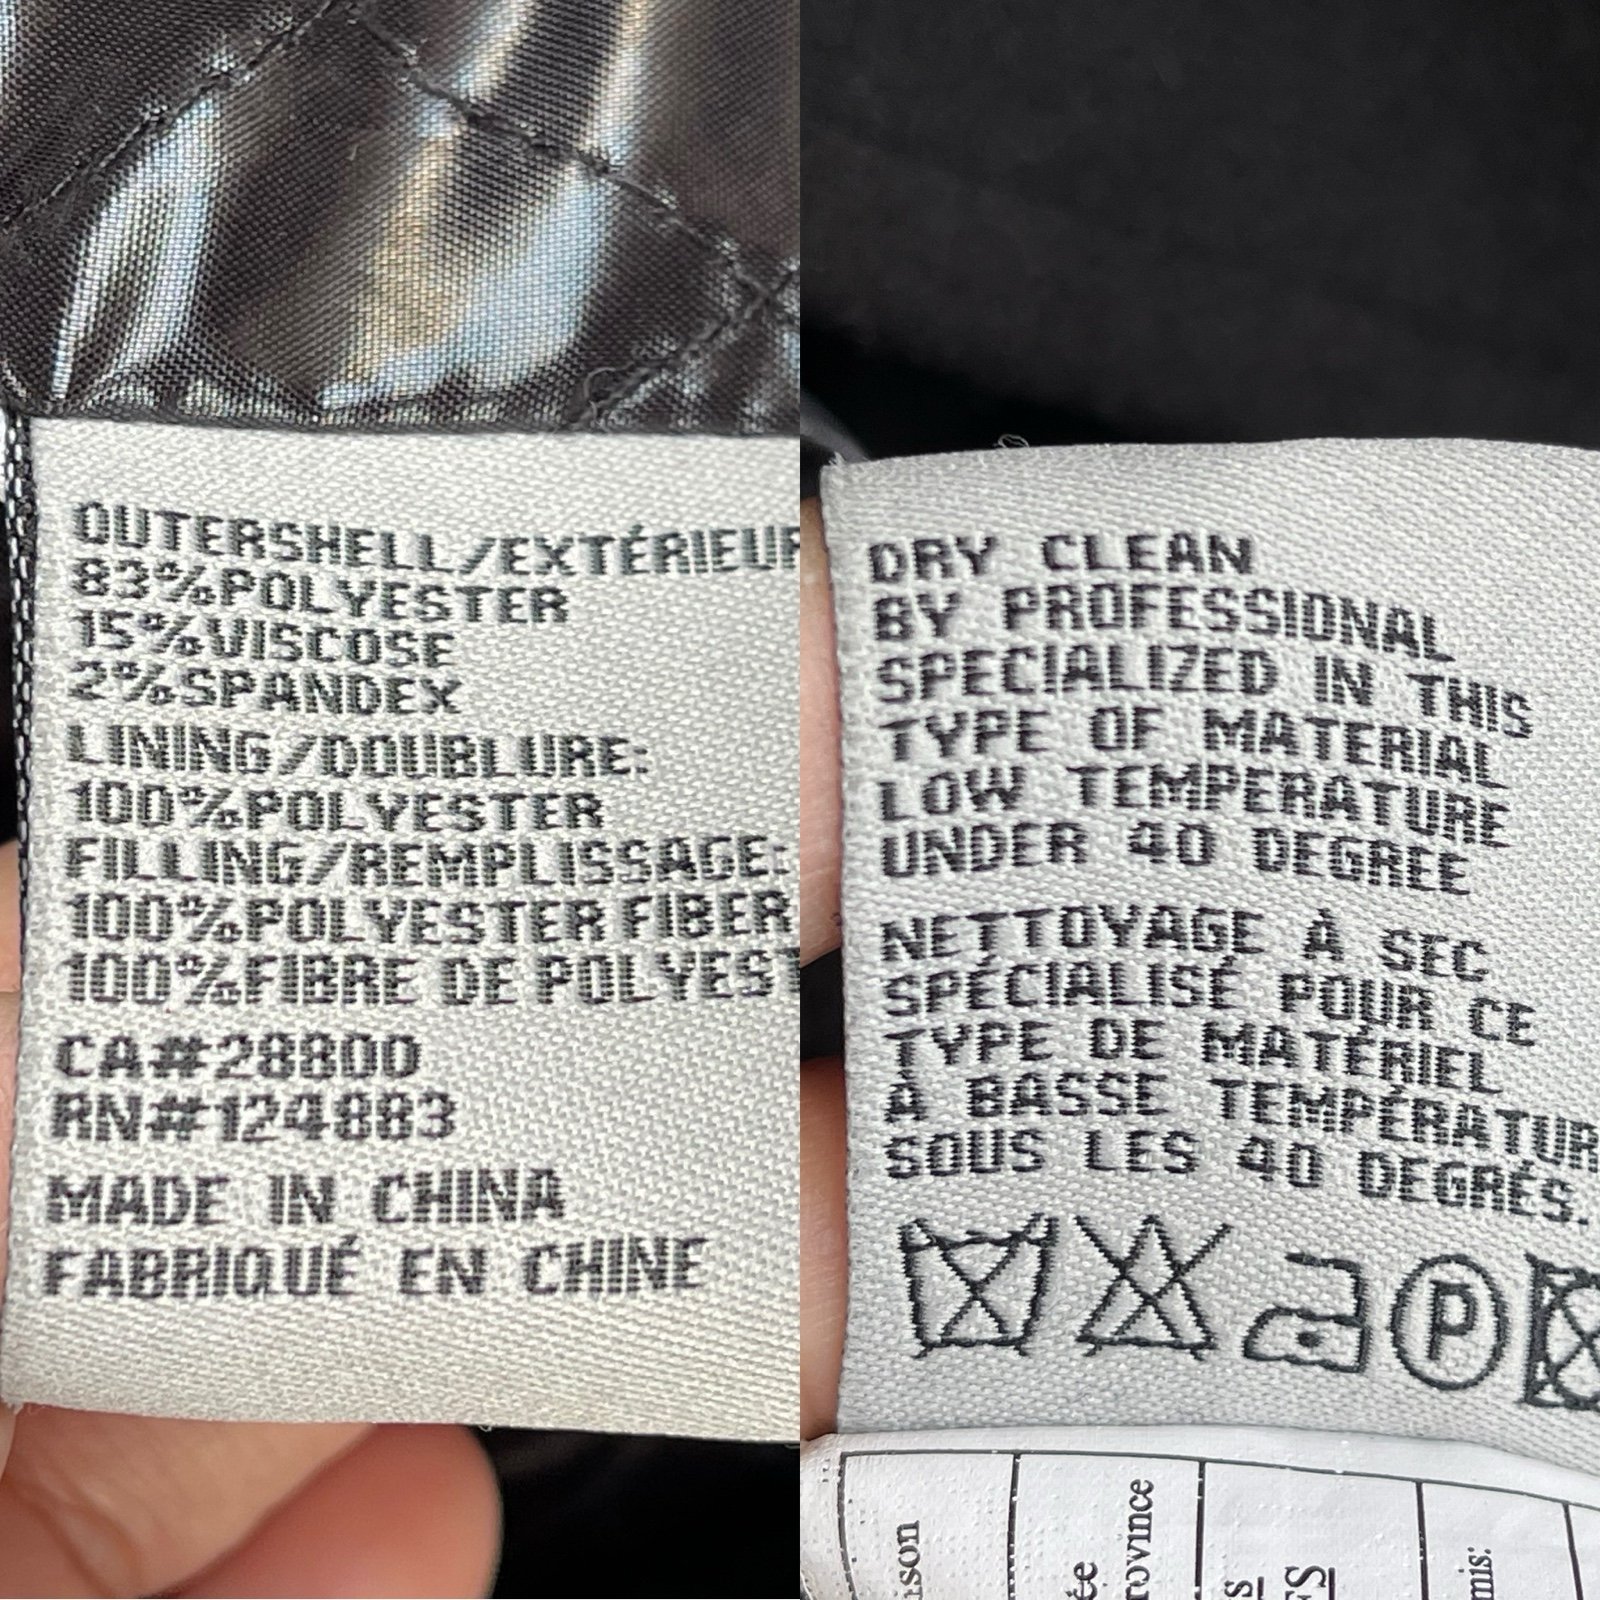 OUTERSHELL/EXTÉRIEUR
83%POLYESTER
15%VISCOSE
2%SPANDEX
LINING/DOUBLURE:
100%POLYESTER
FILLING/REMPLISSAGE:
100%POLYESTER FIBER
100%FIBRE DE POLYEST
CA#28800
RN#124883
MADE IN CHINA
FABRIQUÉ EN CHINE
DRY CLEAN
BY PROFESSIONAL
SPECIALIZED IN THIS
TYPE OF MATERIAL
LOW TEMPERATURE
UNDER 40 DEGREE
NETTOYAGE À SEC
SPÉCIALISÉ POUR CE
TYPE DE MATÉRIEL
À BASSE TEMPÉRATUR
SOUS LES 40 DEGRÉS.
P